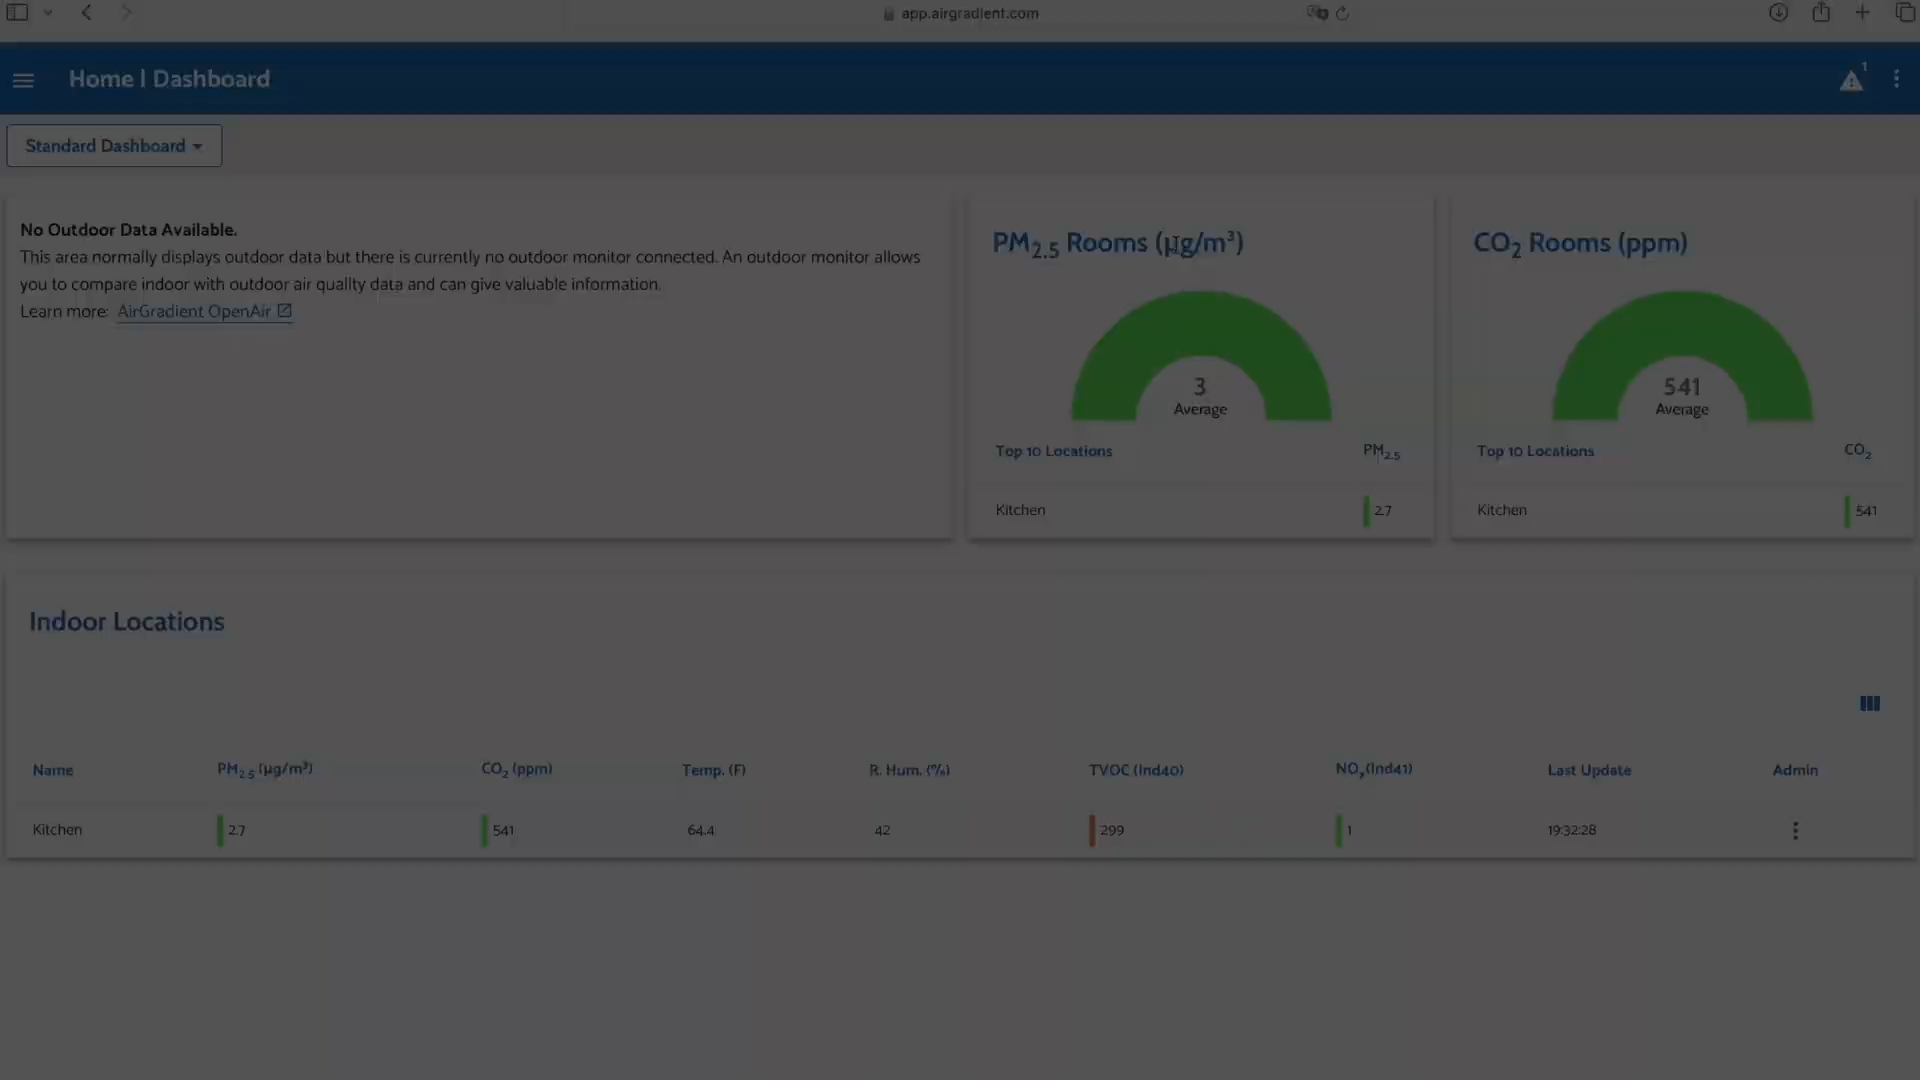 app.airgradient.com
Home | Dashboard
1
Standard Dashboard
No Outdoor Data Available.
This area normally displays outdoor data but there is currently no outdoor monitor connected. An outdoor monitor allows
you to compare indoor with outdoor air quality data and can give valuable information.
Learn more: AirGradient OpenAir
PM2.5 Rooms (µg/m³)
3
Average
Top 10 Locations PM2.5
Kitchen 2.7
CO2 Rooms (ppm)
541
Average
Top 10 Locations CO2
Kitchen 541
Indoor Locations
Name PM2.5 (µg/m³) CO2 (ppm) Temp. (F) R. Hum. (%) TVOC (Ind40) NOx(Ind41) Last Update Admin
Kitchen 2.7 541 64.4 42 299 1 19:32:28